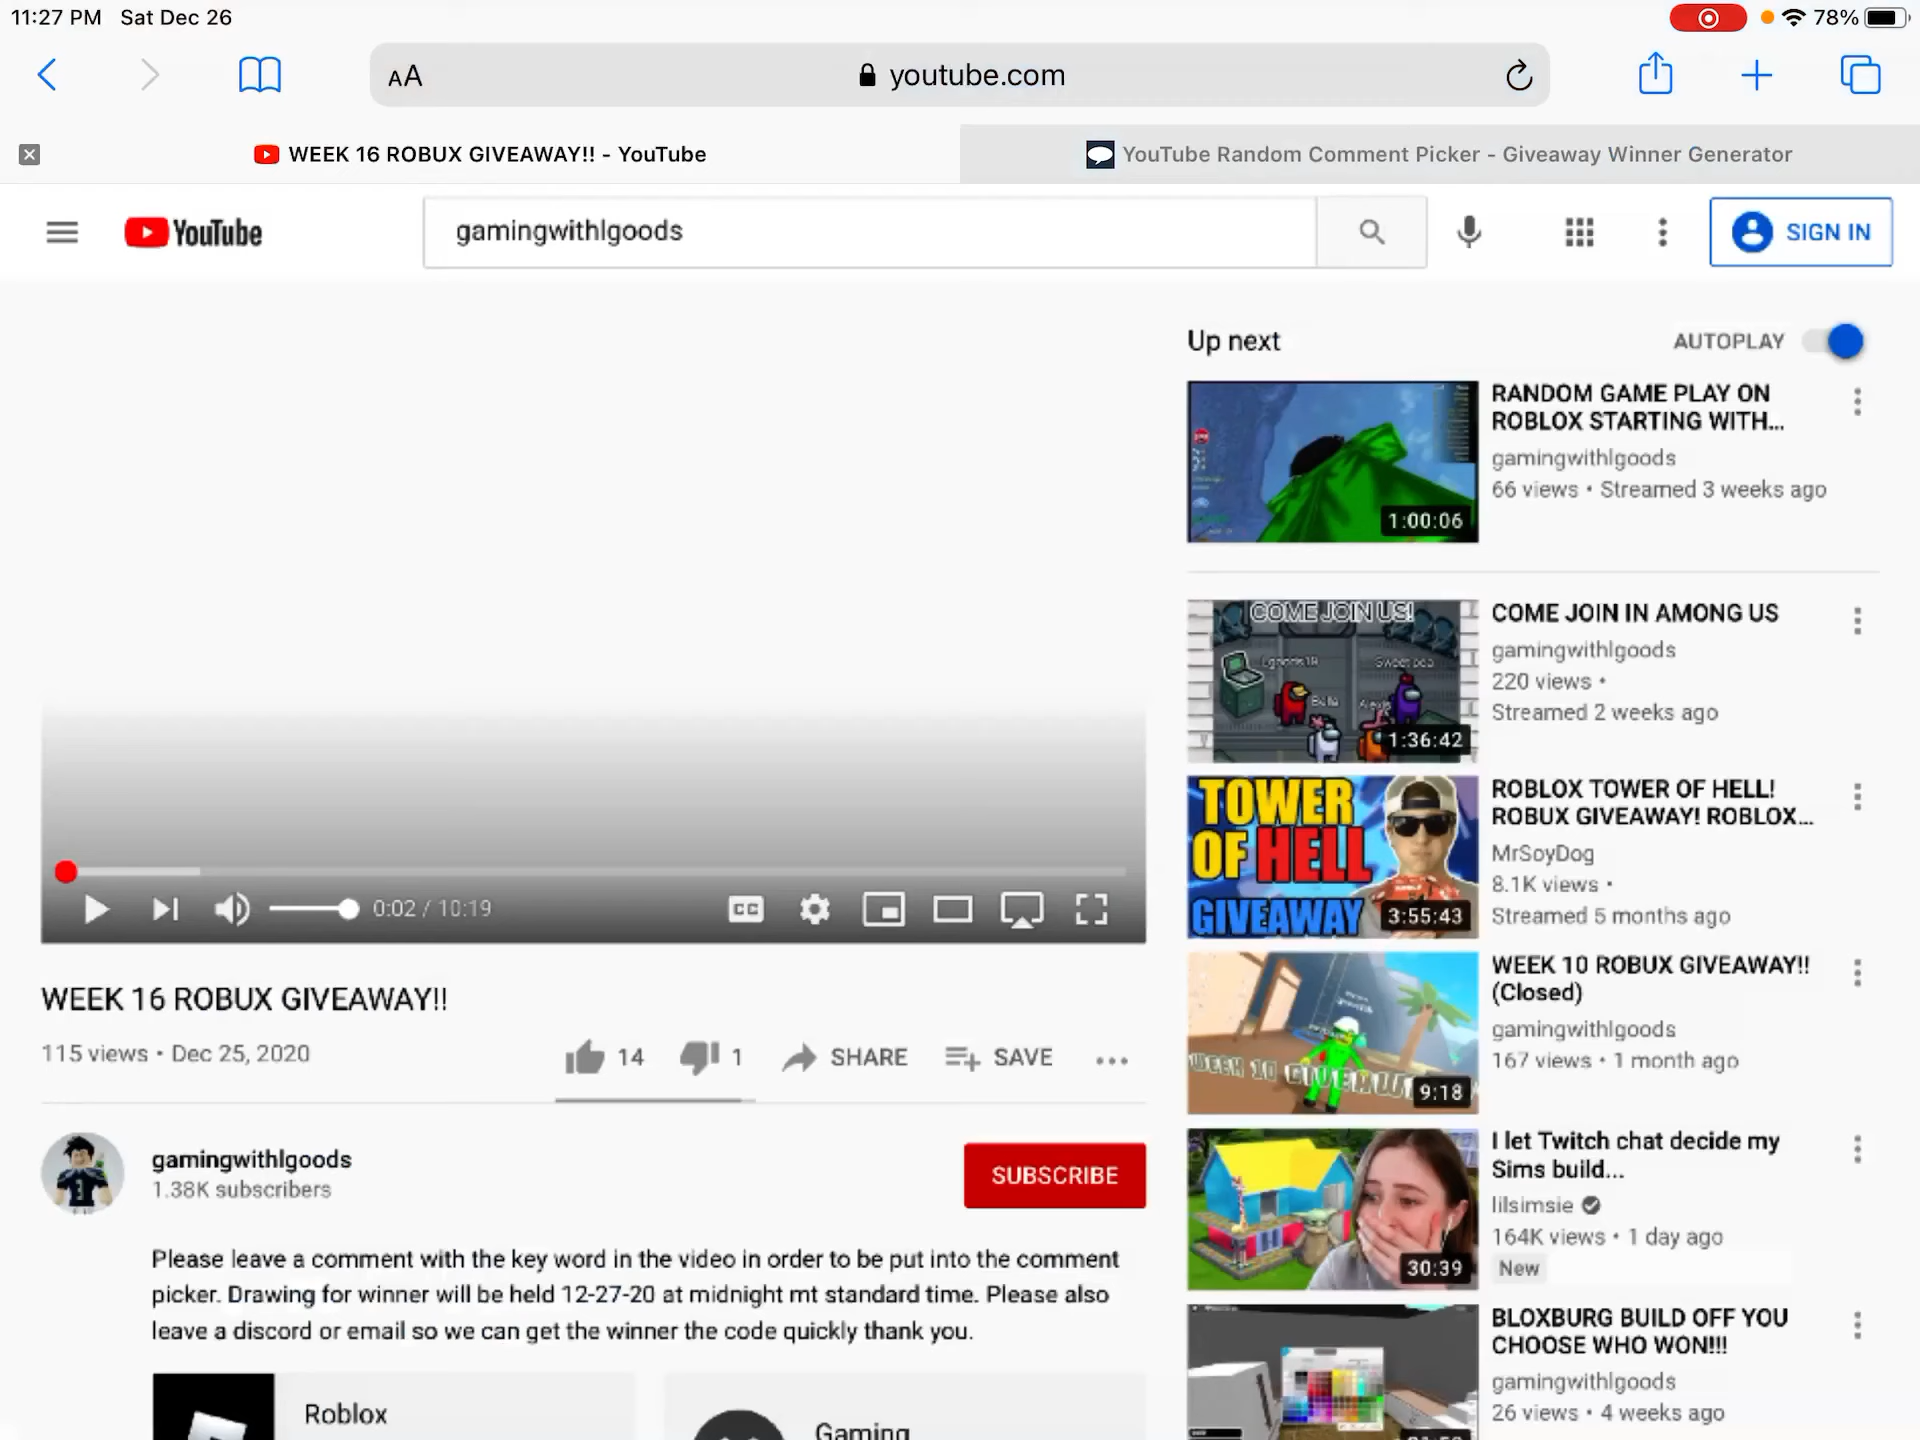 11:27 PM Sat Dec 26
78%
AA
youtube.com
WEEK 16 ROBUX GIVEAWAY!! - YouTube
YouTube Random Comment Picker - Giveaway Winner Generator
YouTube
gamingwithlgoods
SIGN IN
0:02 / 10:19
CC
WEEK 16 ROBUX GIVEAWAY!!
115 views • Dec 25, 2020
14
1
SHARE
SAVE
gamingwithlgoods
1.38K subscribers
SUBSCRIBE
Please leave a comment with the key word in the video in order to be put into the comment
picker. Drawing for winner will be held 12-27-20 at midnight mt standard time. Please also
leave a discord or email so we can get the winner the code quickly thank you.
Roblox
Gaming
Up next
AUTOPLAY
1:00:06
RANDOM GAME PLAY ON
ROBLOX STARTING WITH...
gamingwithlgoods
66 views • Streamed 3 weeks ago
COME JOIN US!
1:36:42
COME JOIN IN AMONG US
gamingwithlgoods
220 views •
Streamed 2 weeks ago
TOWER
OF HELL
GIVEAWAY
3:55:43
ROBLOX TOWER OF HELL!
ROBUX GIVEAWAY! ROBLOX...
MrSoyDog
8.1K views •
Streamed 5 months ago
WEEK 10 GIVEAWAY
9:18
WEEK 10 ROBUX GIVEAWAY!!
(Closed)
gamingwithlgoods
167 views • 1 month ago
30:39
I let Twitch chat decide my
Sims build...
lilsimsie
164K views • 1 day ago
New
BLOXBURG BUILD OFF YOU
CHOOSE WHO WON!!!
gamingwithlgoods
26 views • 4 weeks ago